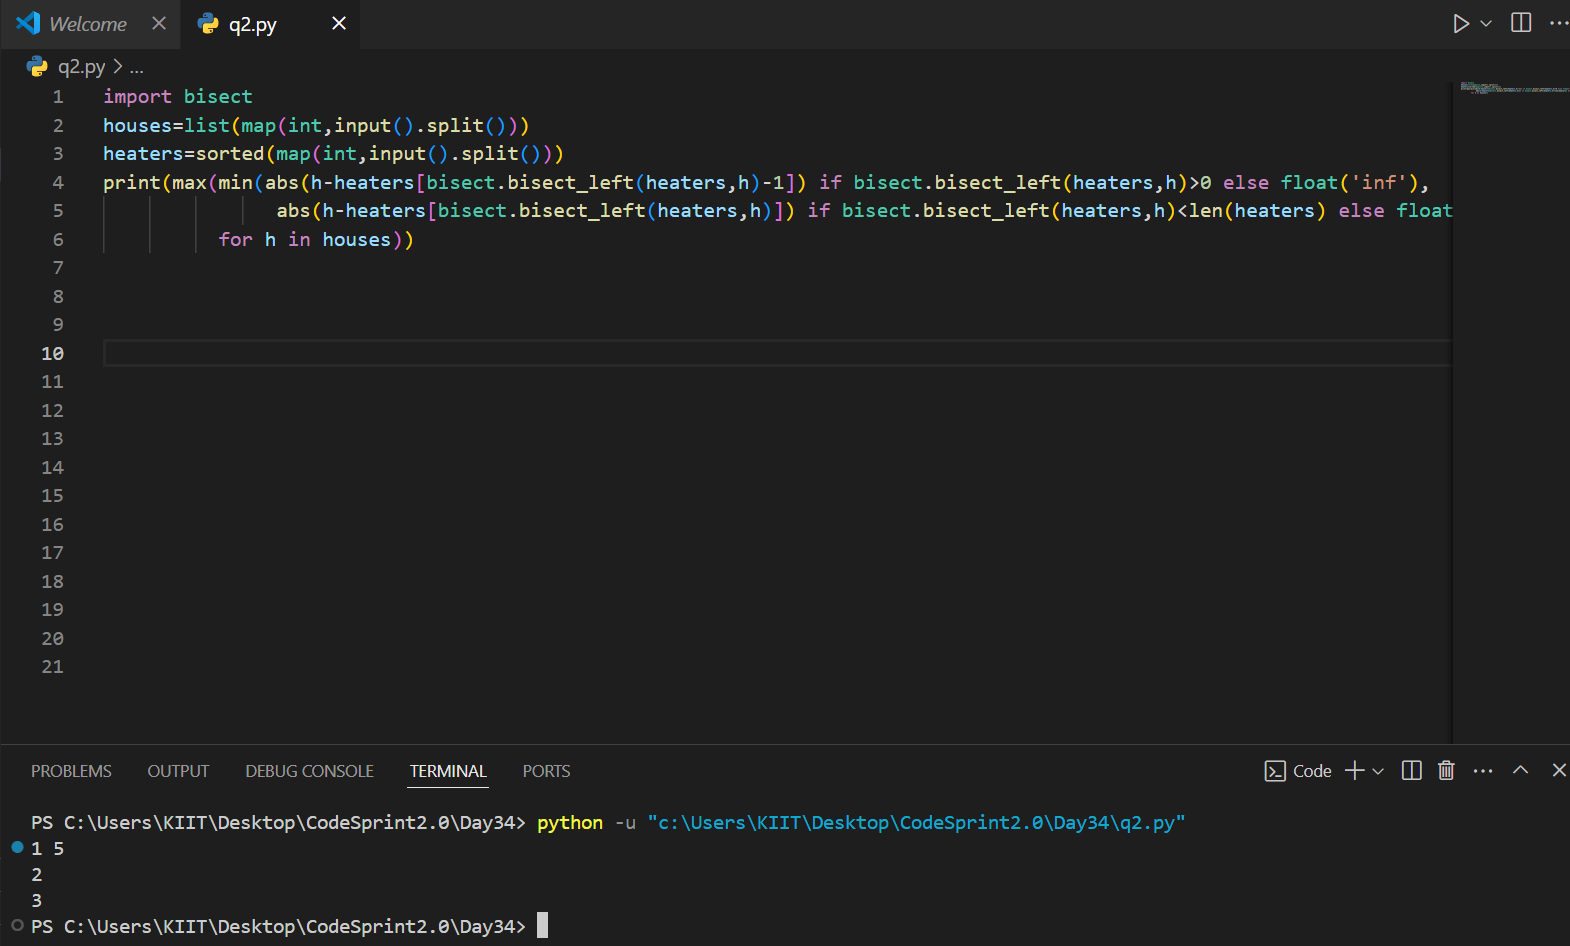 Welcome
q2.py
q2.py > ...
1 import bisect
2 houses=list(map(int,input().split()))
3 heaters=sorted(map(int,input().split()))
4 print(max(min(abs(h-heaters[bisect.bisect_left(heaters,h)-1]) if bisect.bisect_left(heaters,h)>0 else float('inf'),
5 abs(h-heaters[bisect.bisect_left(heaters,h)]) if bisect.bisect_left(heaters,h)<len(heaters) else float
6 for h in houses))
7
8
9
10
11
12
13
14
15
16
17
18
19
20
21
PROBLEMS OUTPUT DEBUG CONSOLE TERMINAL PORTS Code
PS C:\Users\KIIT\Desktop\CodeSprint2.0\Day34> python -u "c:\Users\KIIT\Desktop\CodeSprint2.0\Day34\q2.py"
1 5
2
3
PS C:\Users\KIIT\Desktop\CodeSprint2.0\Day34>